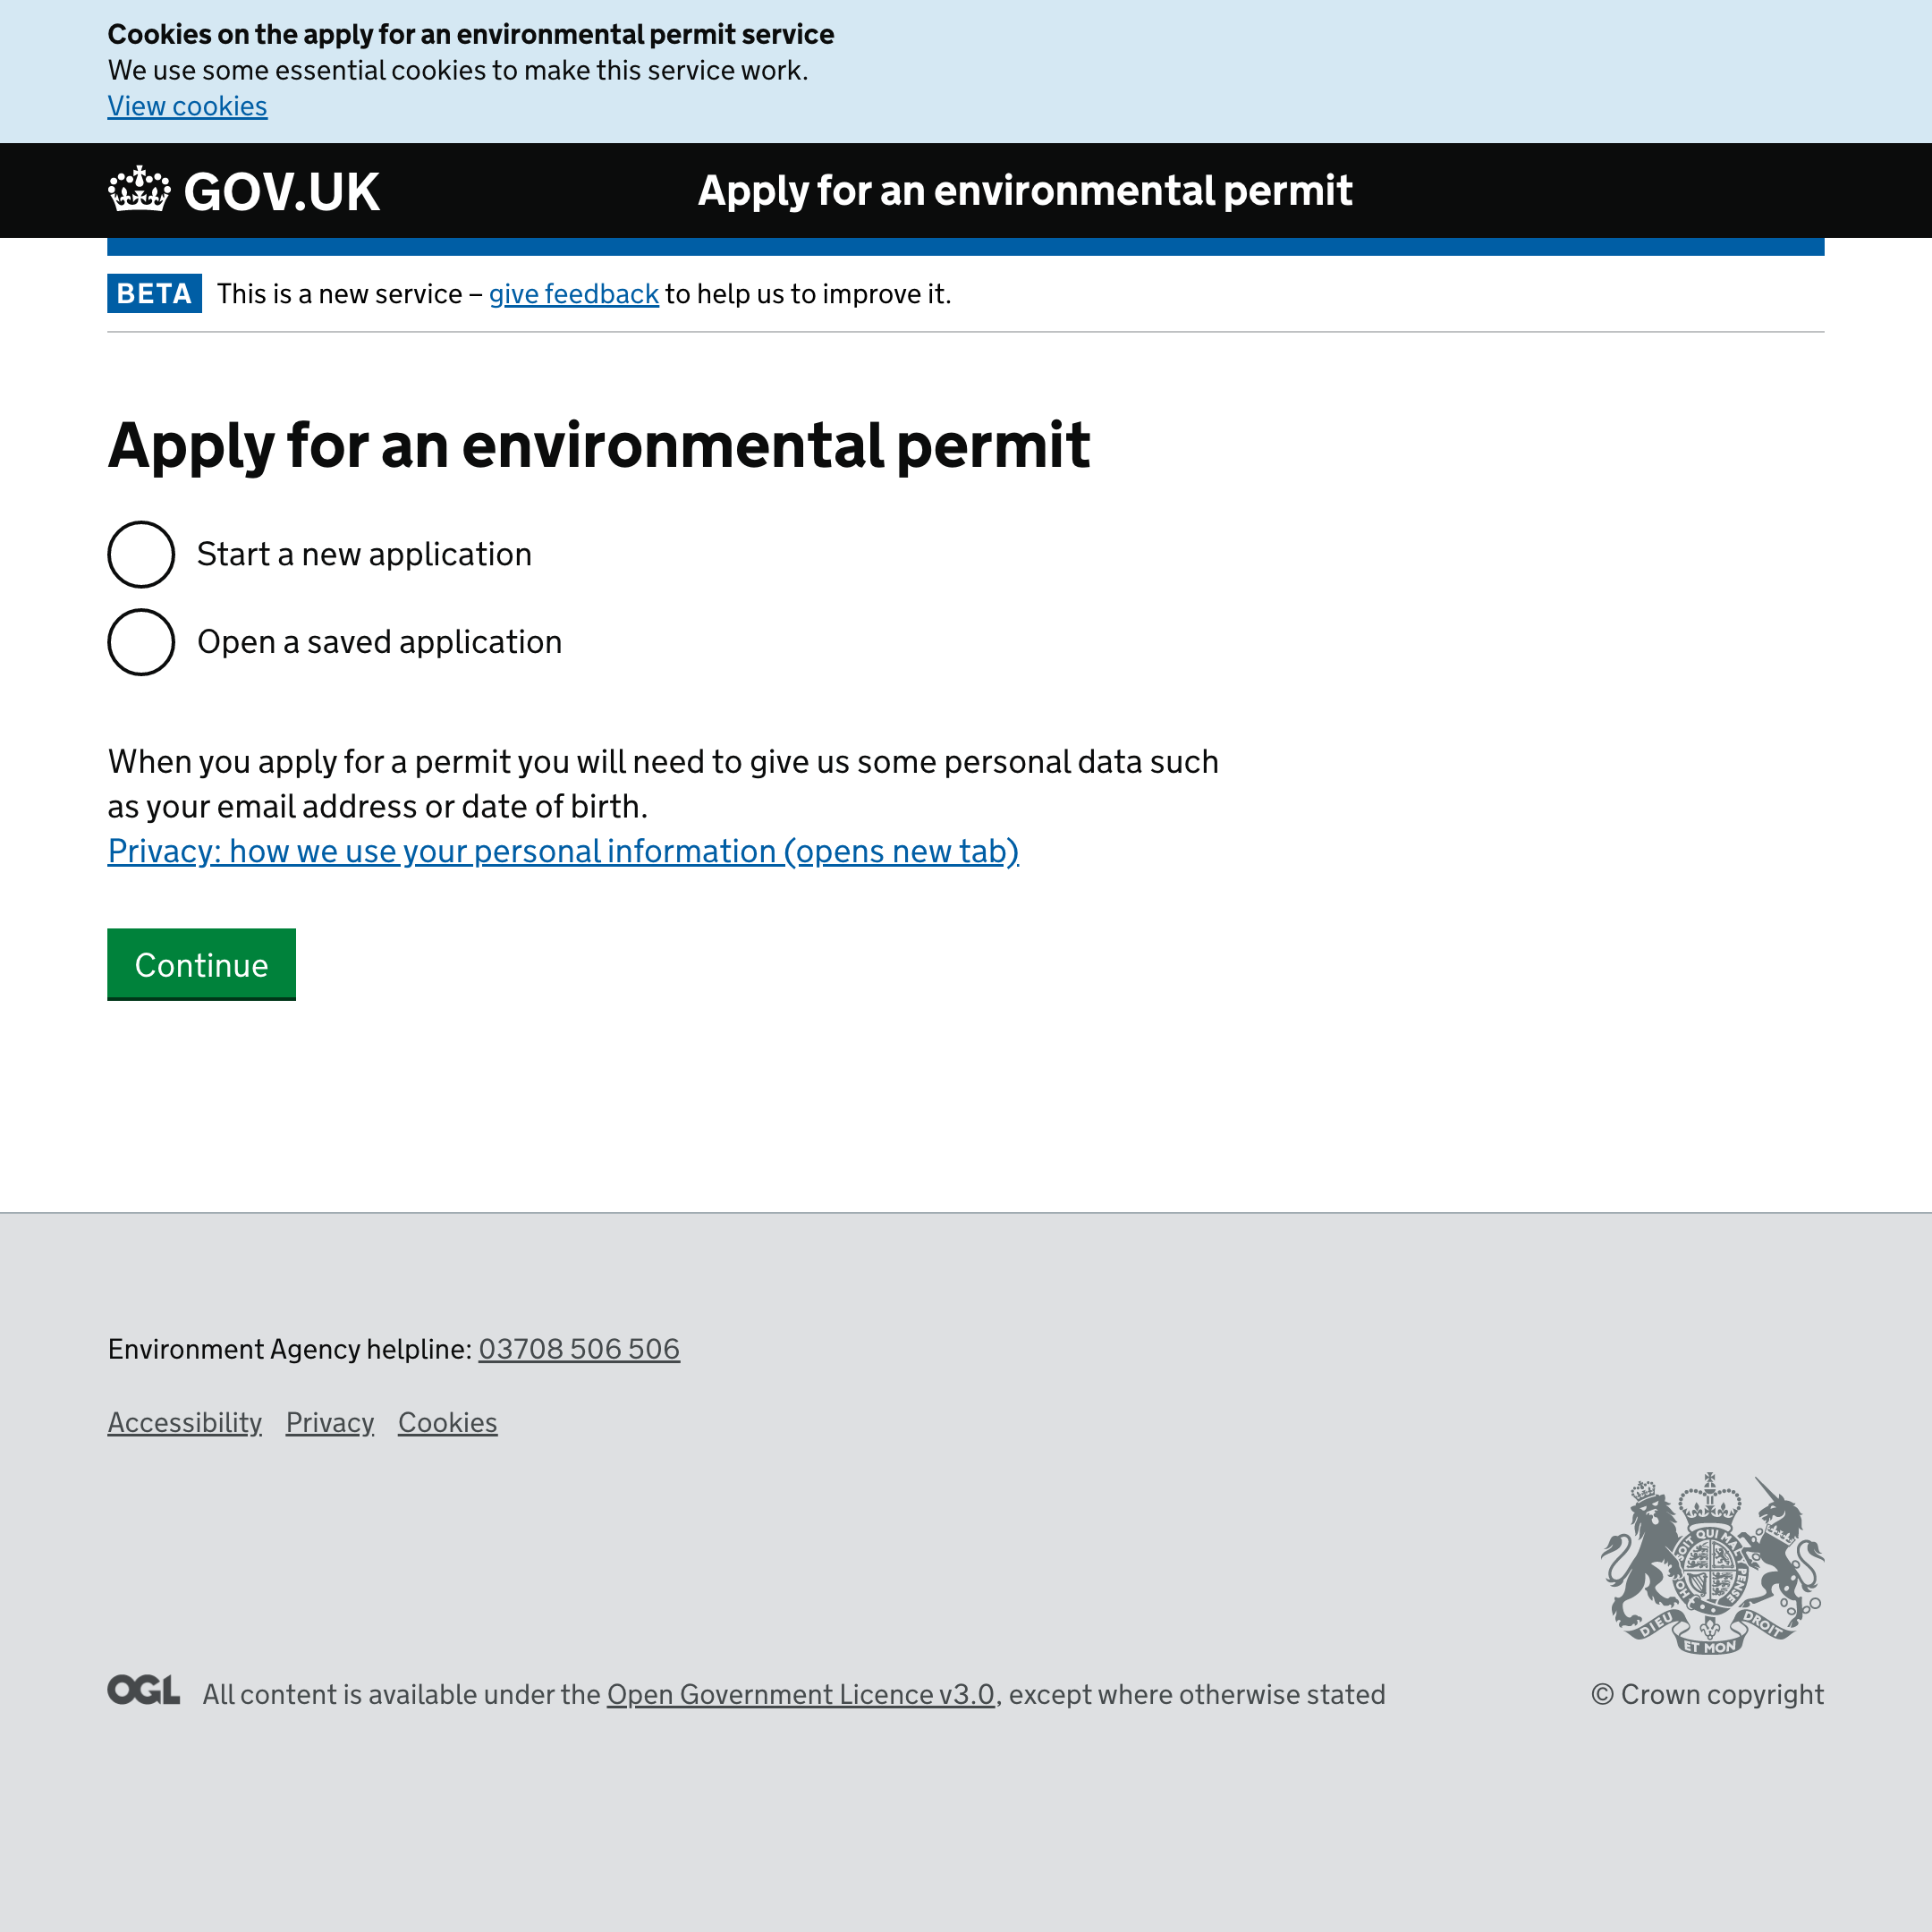 Cookies on the apply for an environmental permit service
We use some essential cookies to make this service work.
View cookies
GOV.UK
Apply for an environmental permit
BETA This is a new service – give feedback to help us to improve it.
Apply for an environmental permit
Start a new application
Open a saved application
When you apply for a permit you will need to give us some personal data such
as your email address or date of birth.
Privacy: how we use your personal information (opens new tab)
Continue
Environment Agency helpline: 03708 506 506
Accessibility Privacy Cookies
SOIT QUI MAL PENSE
DIEU ET MON DROIT
OGL All content is available under the Open Government Licence v3.0, except where otherwise stated
© Crown copyright